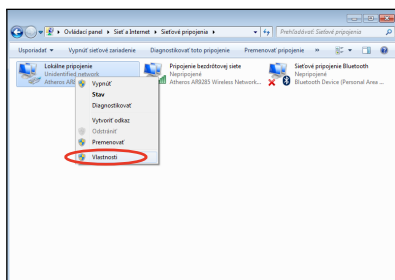 Ovládací panel ▸ Sieť a Internet ▸ Sieťové pripojenia ▸
Prehľadávať: Sieťové pripojenia
Usporiadať ▾ Vypnúť sieťové zariadenie Diagnostikovať toto pripojenie Premenovať pripojenie »
Lokálne pripojenie
Unidentified network
Atheros AR8
Pripojenie bezdrôtovej siete
Nepripojené
Atheros AR9285 Wireless Network...
Sieťové pripojenie Bluetooth
Nepripojené
Bluetooth Device (Personal Area ...
Vypnúť
Stav
Diagnostikovať
Vytvoriť odkaz
Odstrániť
Premenovať
Vlastnosti